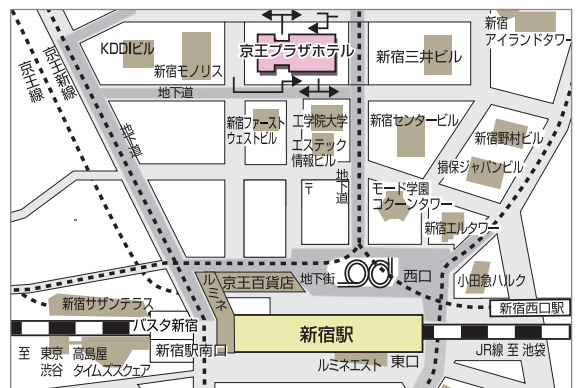 新宿
アイランドタワー
KDDIビル
京王プラザホテル
新宿三井ビル
新宿モノリス
京王新線
京王線
地下道
地下道
新宿ファースト
ウェストビル
工学院大学
エステック
情報ビル
新宿センタービル
新宿野村ビル
損保ジャパンビル
〒
地下道
モード学園
コクーンタワー
新宿エルタワー
ルミネ
京王百貨店
地下街
西口
小田急ハルク
新宿西口駅
新宿サザンテラス
バスタ新宿
新宿駅
至 東京 高島屋
渋谷 タイムズスクェア
新宿駅南口
ルミネエスト
東口
JR線 至 池袋